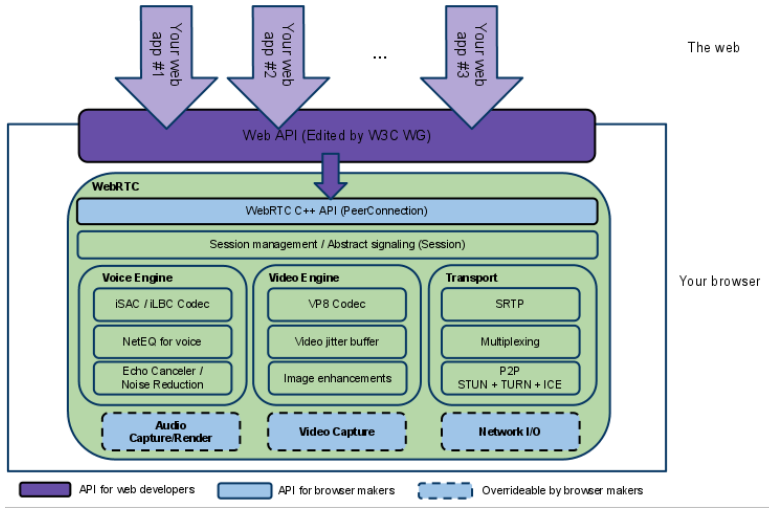 Your web
app #1
Your web
app #2
...
Your web
app #3
The web
Web API (Edited by W3C WG)
WebRTC
WebRTC C++ API (PeerConnection)
Session management / Abstract signaling (Session)
Your browser
Voice Engine
iSAC / iLBC Codec
NetEQ for voice
Echo Canceler /
Noise Reduction
Video Engine
VP8 Codec
Video jitter buffer
Image enhancements
Transport
SRTP
Multiplexing
P2P
STUN + TURN + ICE
Audio
Capture/Render
Video Capture
Network I/O
API for web developers
API for browser makers
Overrideable by browser makers